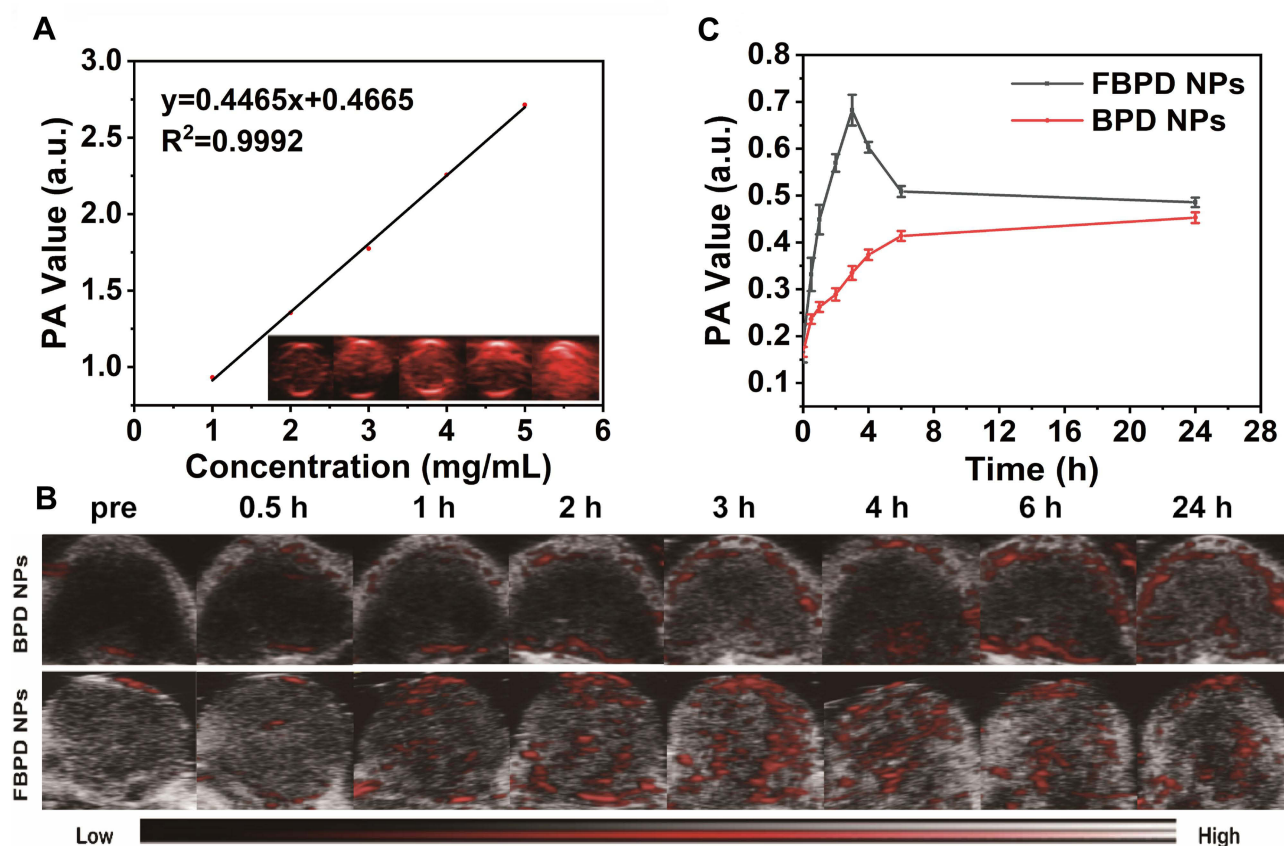 A
PA Value (a.u.)
3.0
2.5
2.0
1.5
1.0
y=0.4465x+0.4665
R²=0.9992
0 1 2 3 4 5 6
Concentration (mg/mL)
C
PA Value (a.u.)
0.8
0.7
0.6
0.5
0.4
0.3
0.2
0.1
FBPD NPs
BPD NPs
0 4 8 12 16 20 24 28
Time (h)
B
pre 0.5 h 1 h 2 h 3 h 4 h 6 h 24 h
BPD NPs
FBPD NPs
Low High